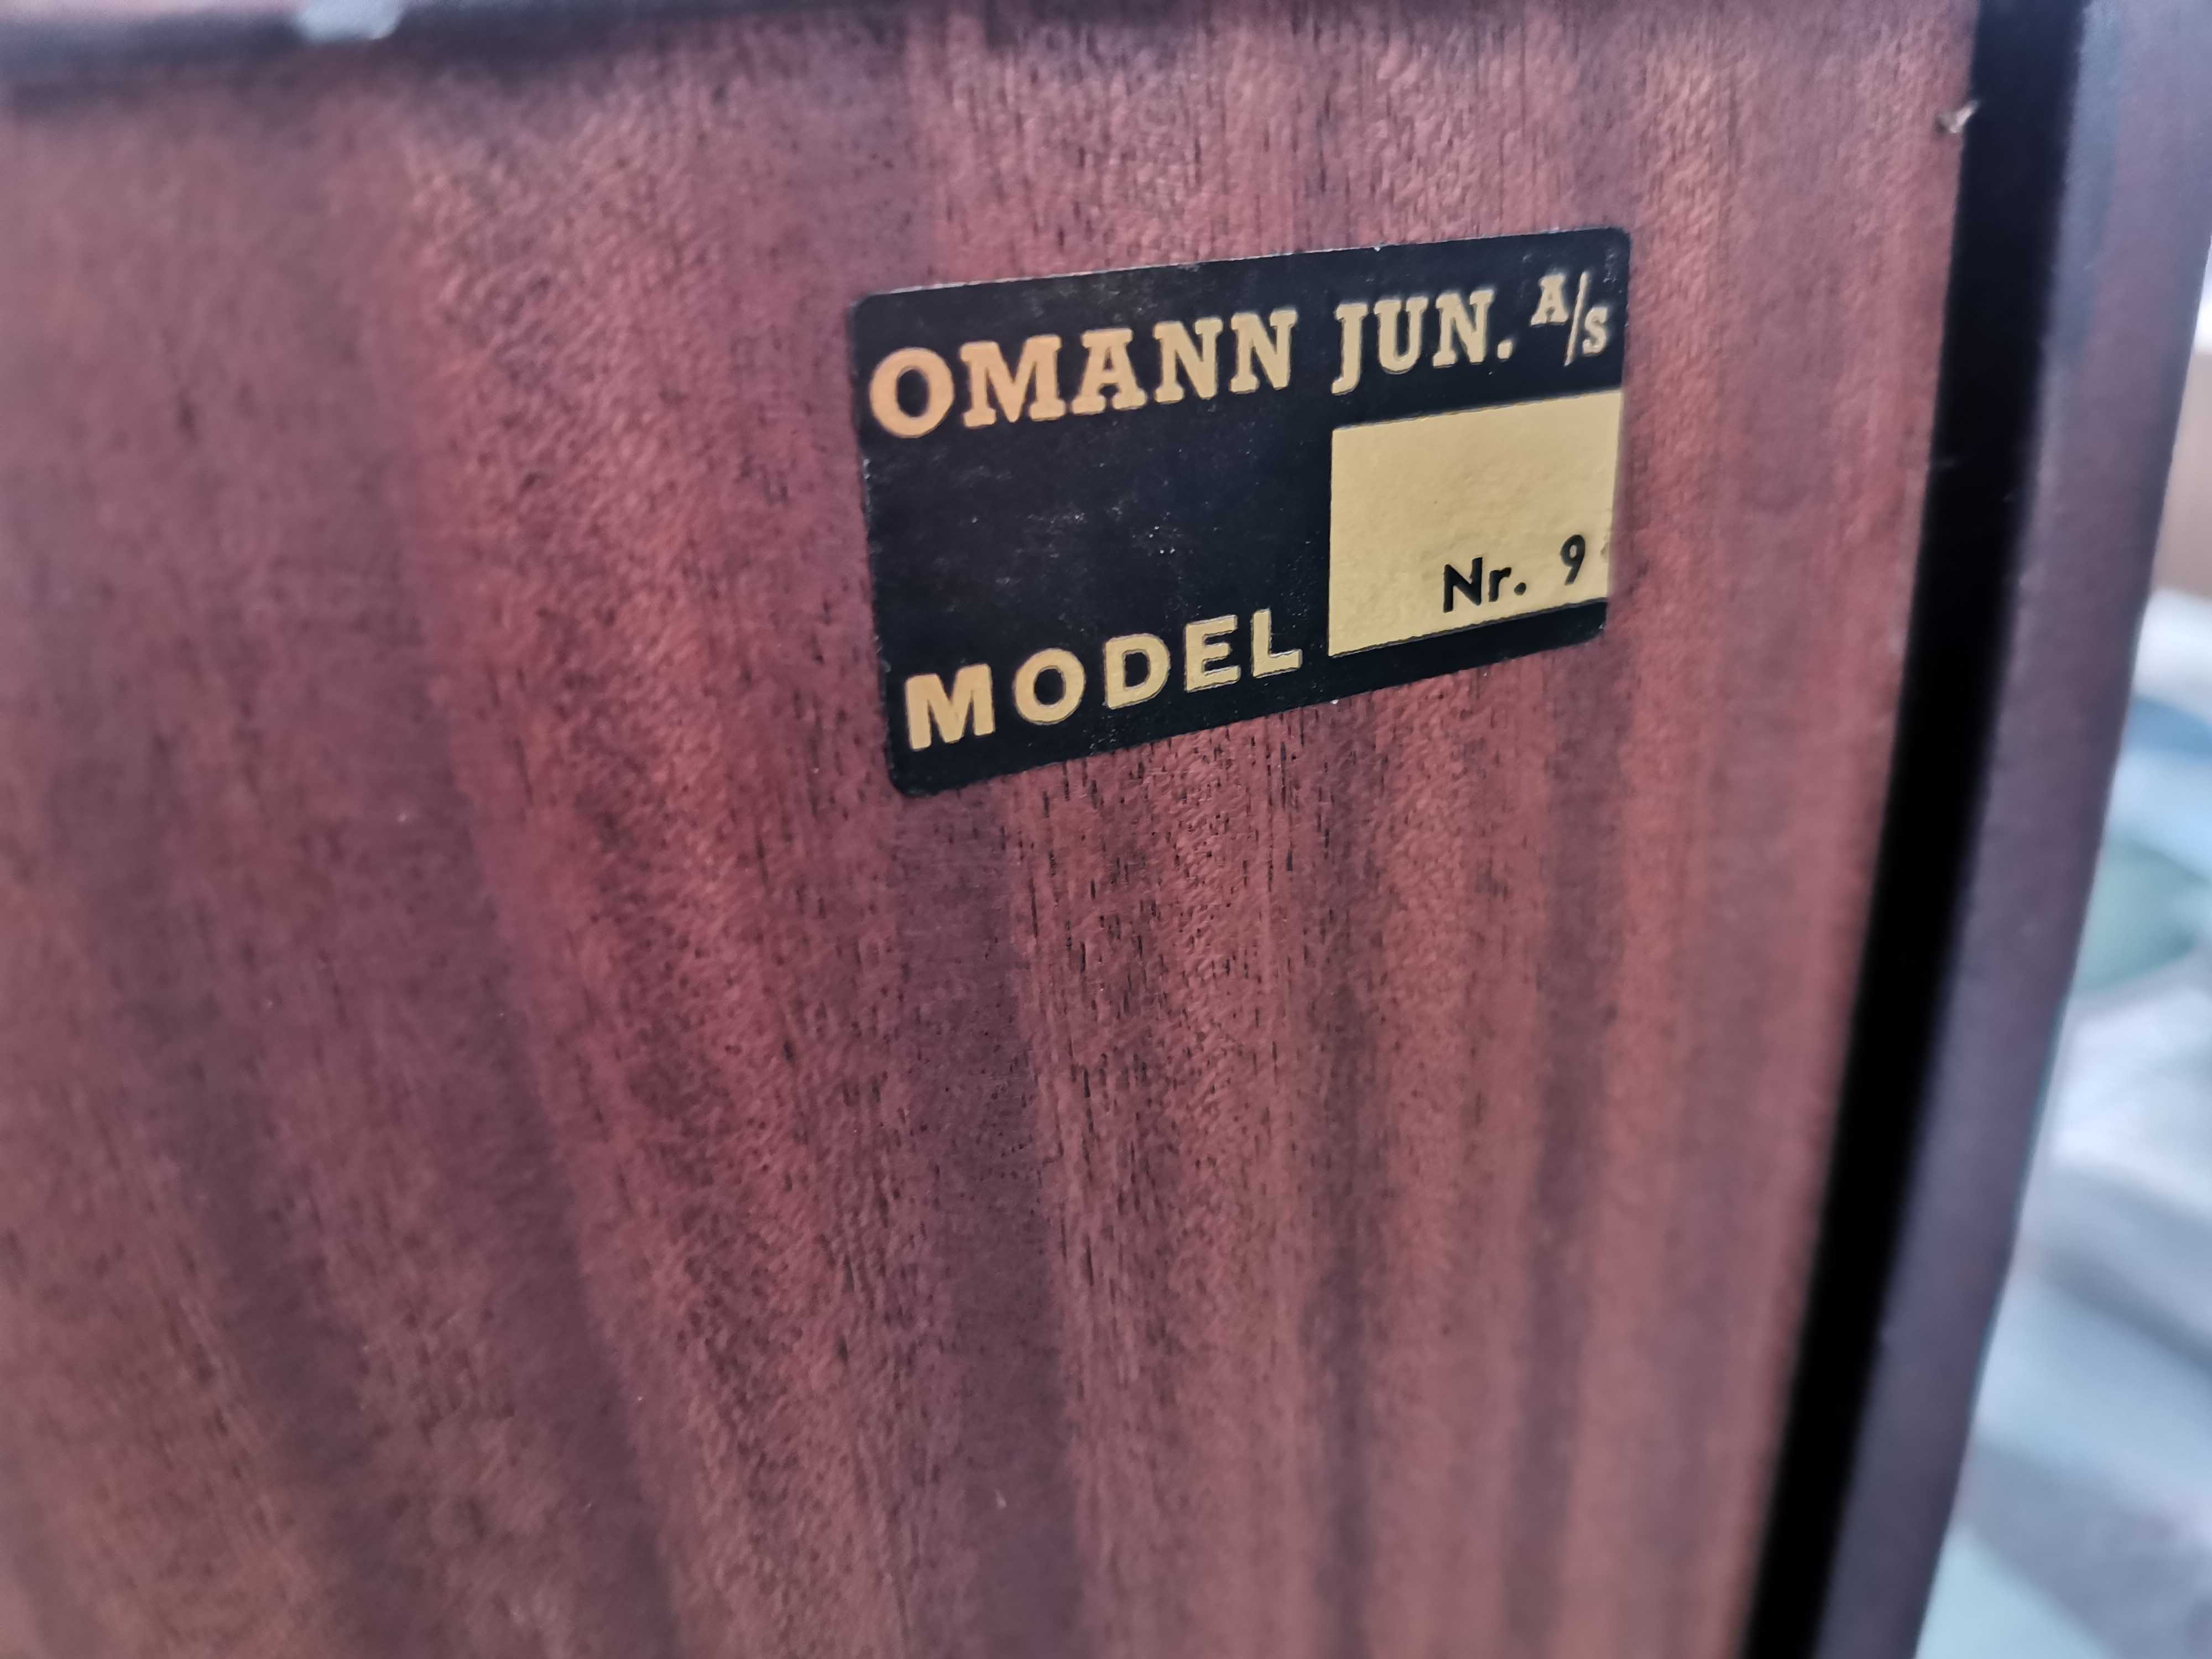 OMANN JUN. A/S
Nr. 9
MODEL